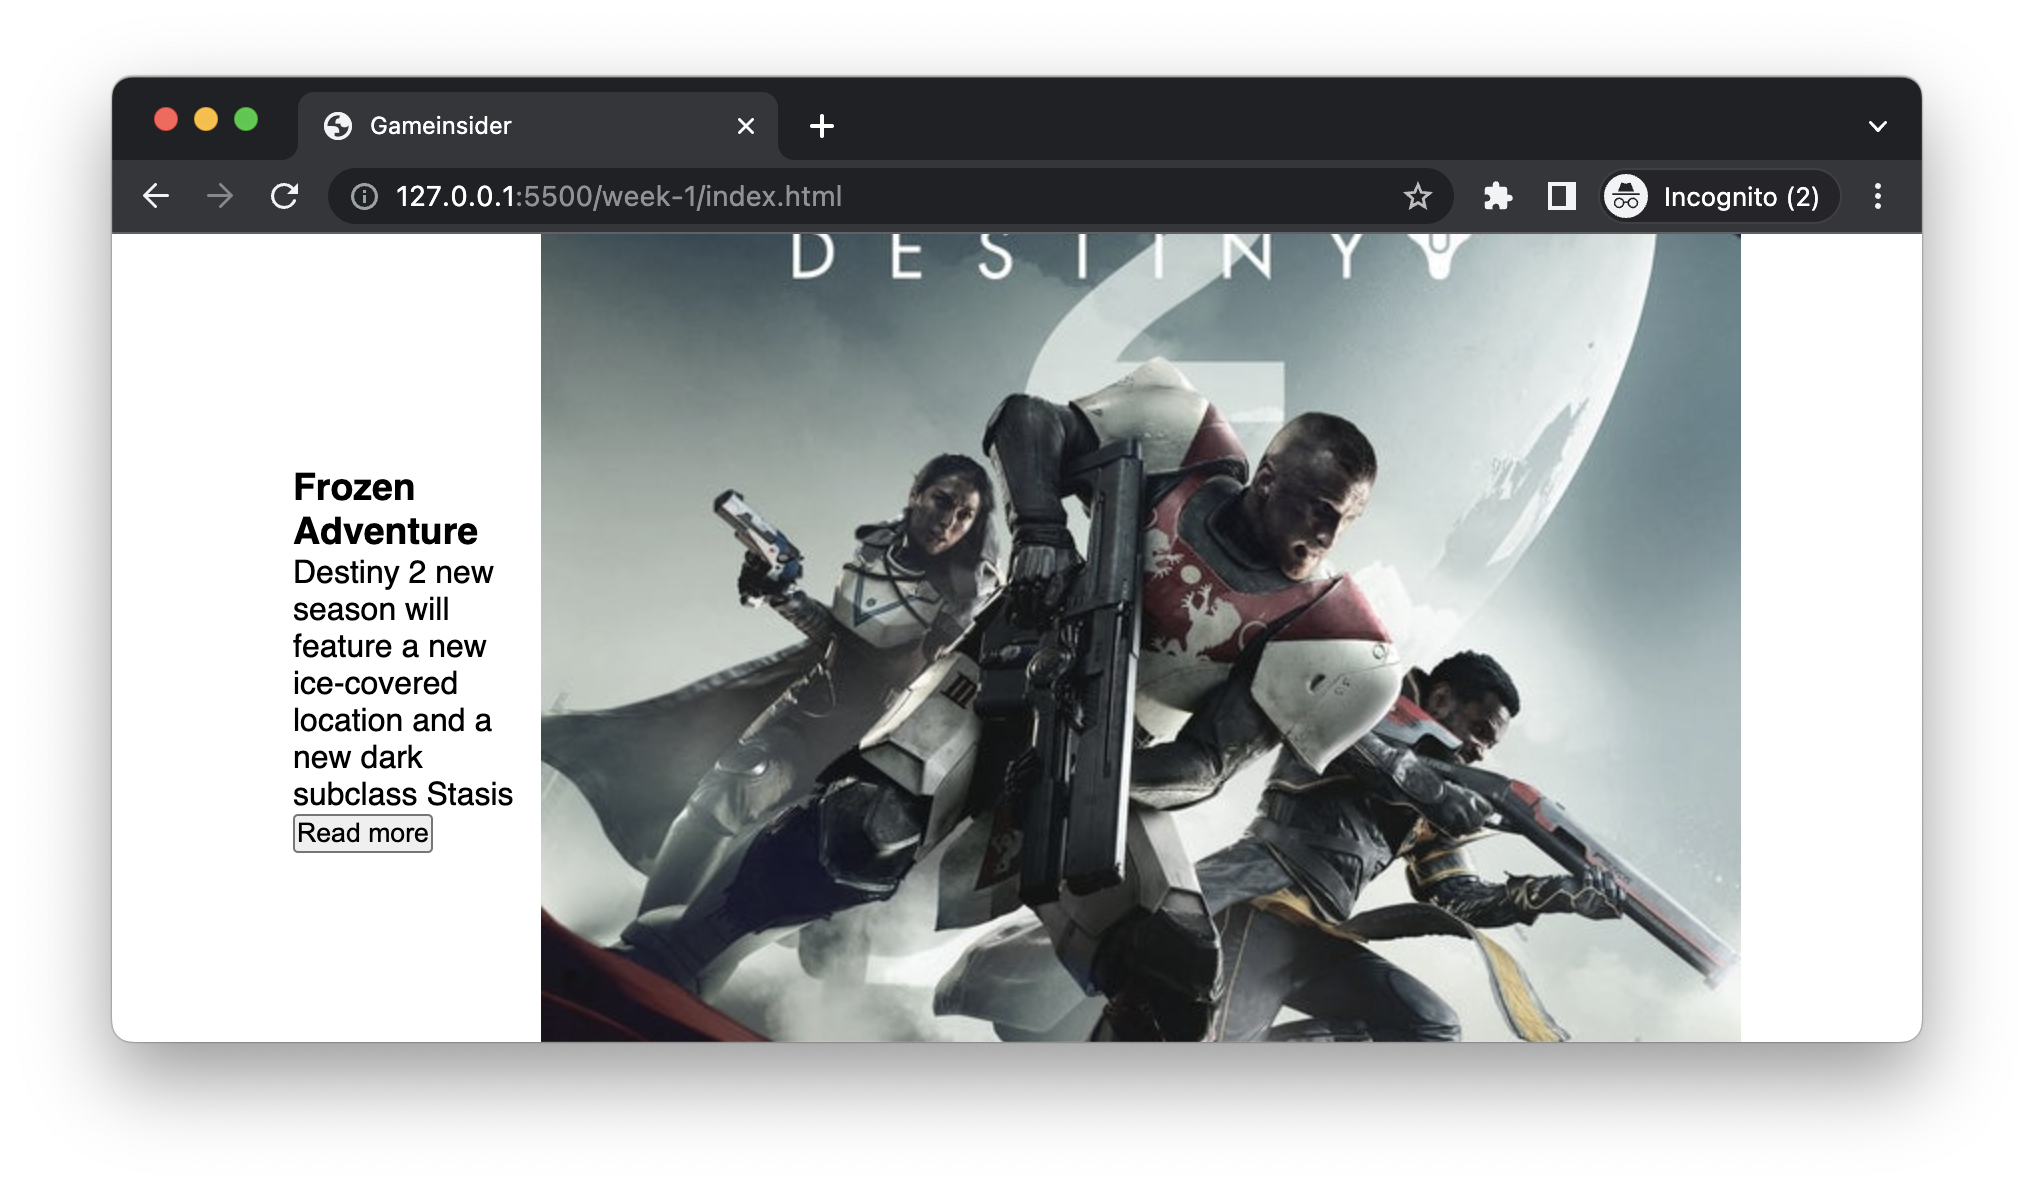 Gameinsider
127.0.0.1:5500/week-1/index.html
Incognito (2)
DESTINY
2
Frozen
Adventure
Destiny 2 new
season will
feature a new
ice-covered
location and a
new dark
subclass Stasis
Read more